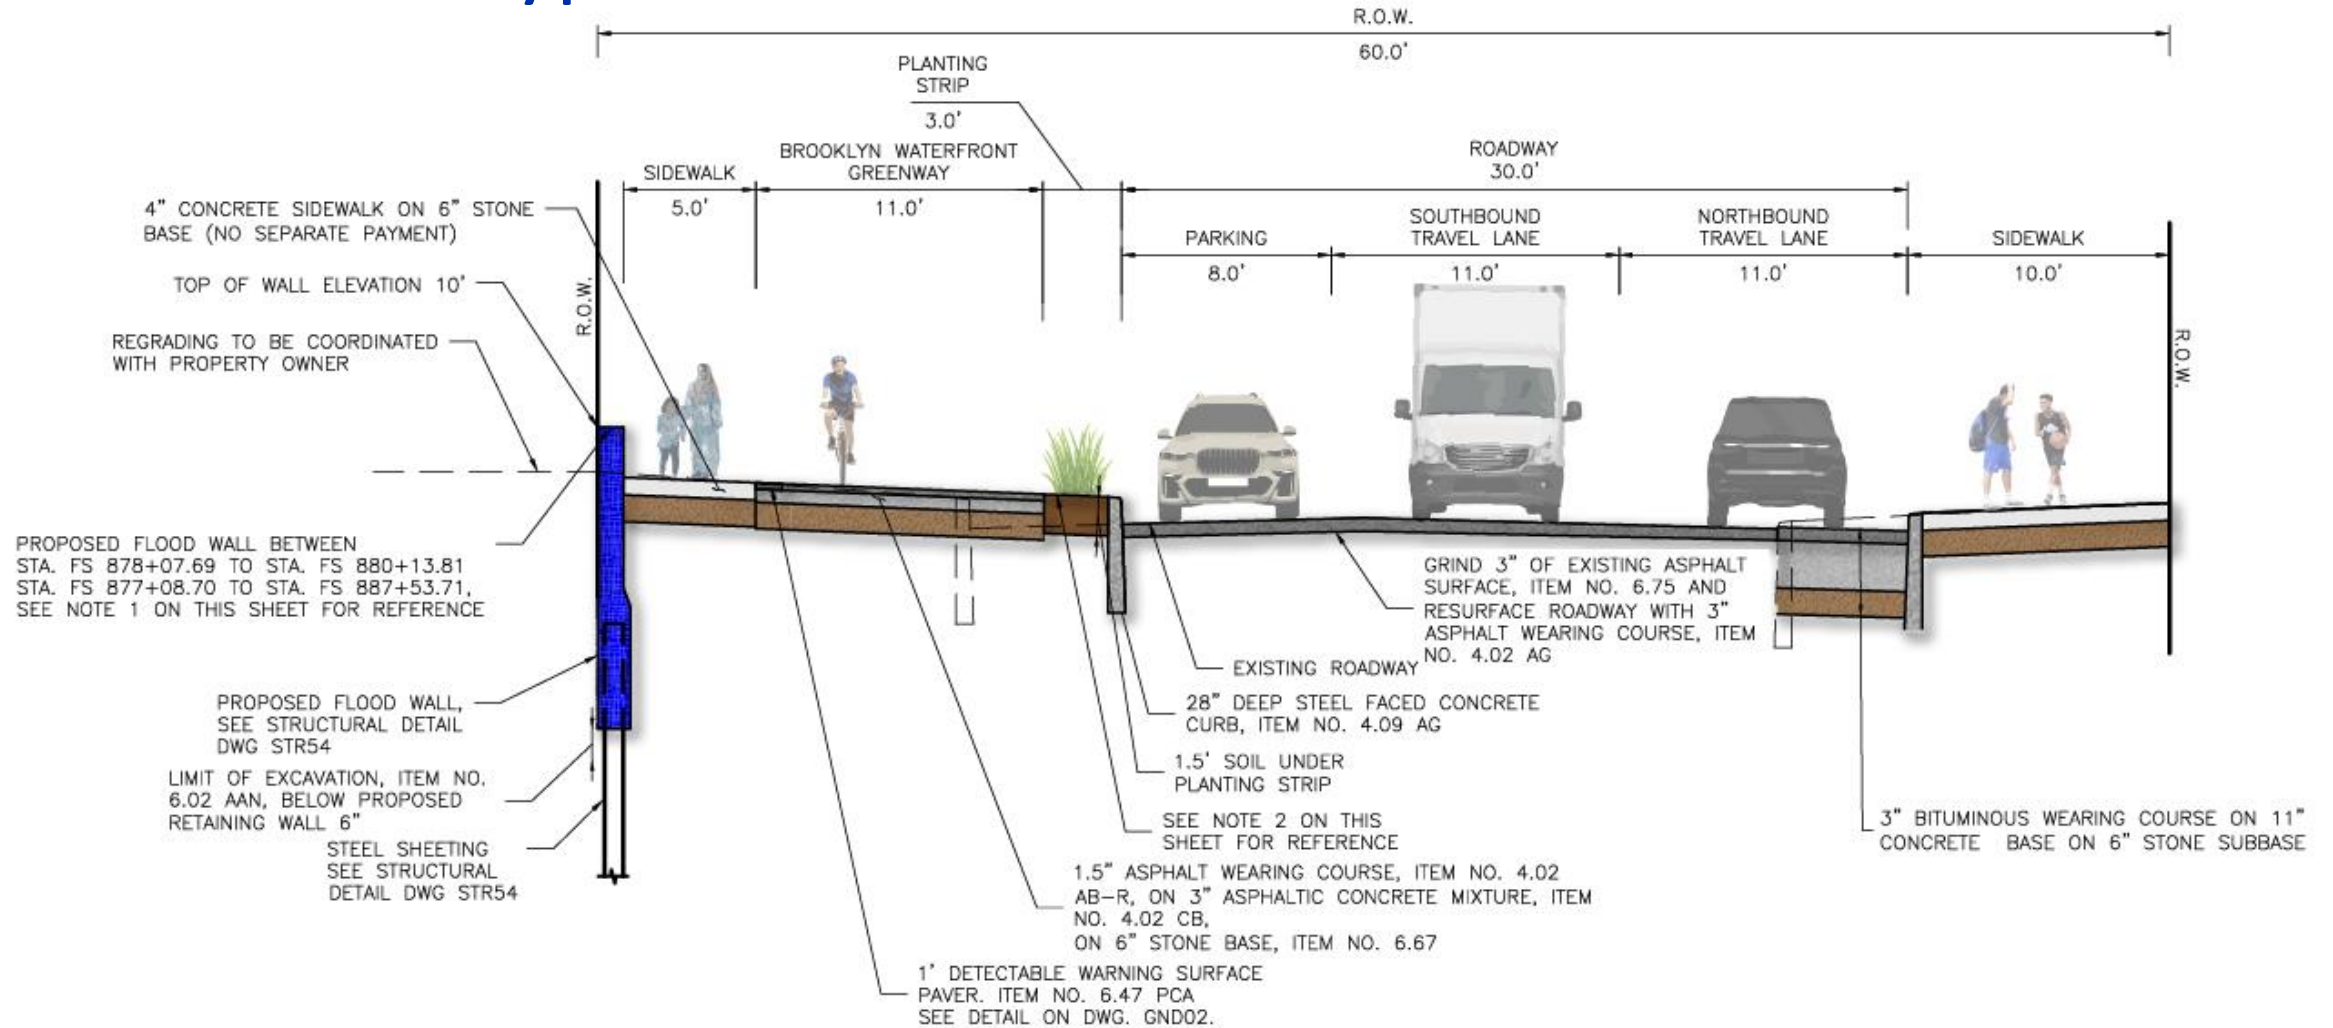 R.O.W.
60.0'
PLANTING
STRIP
3.0'
SIDEWALK
5.0'
BROOKLYN WATERFRONT
GREENWAY
11.0'
ROADWAY
30.0'
PARKING
8.0'
SOUTHBOUND
TRAVEL LANE
11.0'
NORTHBOUND
TRAVEL LANE
11.0'
SIDEWALK
10.0'
R.O.W.
R.O.W.
4" CONCRETE SIDEWALK ON 6" STONE
BASE (NO SEPARATE PAYMENT)
TOP OF WALL ELEVATION 10'
REGRADING TO BE COORDINATED
WITH PROPERTY OWNER
PROPOSED FLOOD WALL BETWEEN
STA. FS 878+07.69 TO STA. FS 880+13.81
STA. FS 877+08.70 TO STA. FS 887+53.71,
SEE NOTE 1 ON THIS SHEET FOR REFERENCE
PROPOSED FLOOD WALL,
SEE STRUCTURAL DETAIL
DWG STR54
LIMIT OF EXCAVATION, ITEM NO.
6.02 AAN, BELOW PROPOSED
RETAINING WALL 6"
STEEL SHEETING
SEE STRUCTURAL
DETAIL DWG STR54
GRIND 3" OF EXISTING ASPHALT
SURFACE, ITEM NO. 6.75 AND
RESURFACE ROADWAY WITH 3"
ASPHALT WEARING COURSE, ITEM
NO. 4.02 AG
EXISTING ROADWAY
28" DEEP STEEL FACED CONCRETE
CURB, ITEM NO. 4.09 AG
1.5' SOIL UNDER
PLANTING STRIP
SEE NOTE 2 ON THIS
SHEET FOR REFERENCE
1.5" ASPHALT WEARING COURSE, ITEM NO. 4.02
AB-R, ON 3" ASPHALTIC CONCRETE MIXTURE, ITEM
NO. 4.02 CB,
ON 6" STONE BASE, ITEM NO. 6.67
1' DETECTABLE WARNING SURFACE
PAVER. ITEM NO. 6.47 PCA
SEE DETAIL ON DWG. GND02.
3" BITUMINOUS WEARING COURSE ON 11"
CONCRETE BASE ON 6" STONE SUBBASE